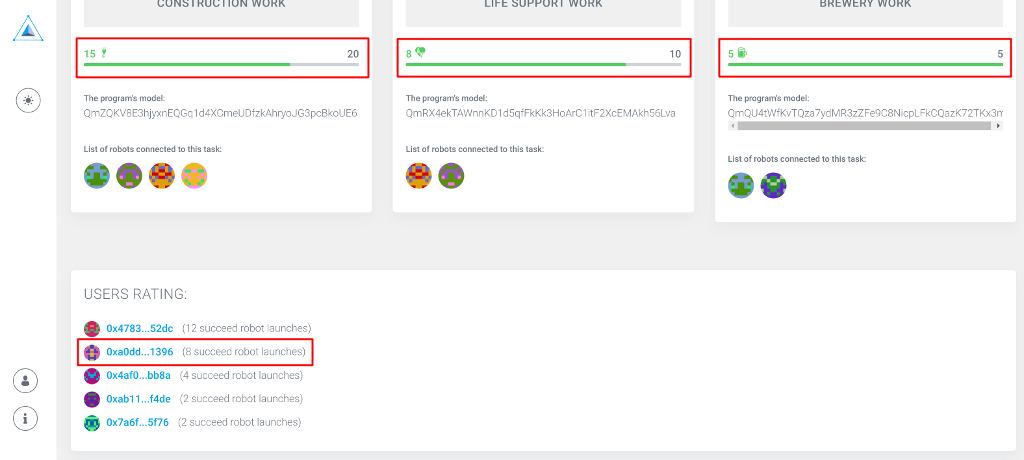 CONSTRUCTION WORK
LIFE SUPPORT WORK
BREWERY WORK
15 20
8 10
5 5
The program's model:
QmZQKV8E3hjyxnEQGq1d4XCmeUDfzkAhryoJG3pcBkoUE6
The program's model:
QmRX4ekTAWnnKD1d5qfFkKk3HoArC1itF2XcEMAkh56Lva
The program's model:
QmQU4tWfKvTQza7ydMR3zZFe9C8NicpLFkCQazK72TKx3m
List of robots connected to this task:
List of robots connected to this task:
List of robots connected to this task:
USERS RATING:
0x4783...52dc (12 succeed robot launches)
0xa0dd...1396 (8 succeed robot launches)
0x4af0...bb8a (4 succeed robot launches)
0xab11...f4de (2 succeed robot launches)
0x7a6f...5f76 (2 succeed robot launches)